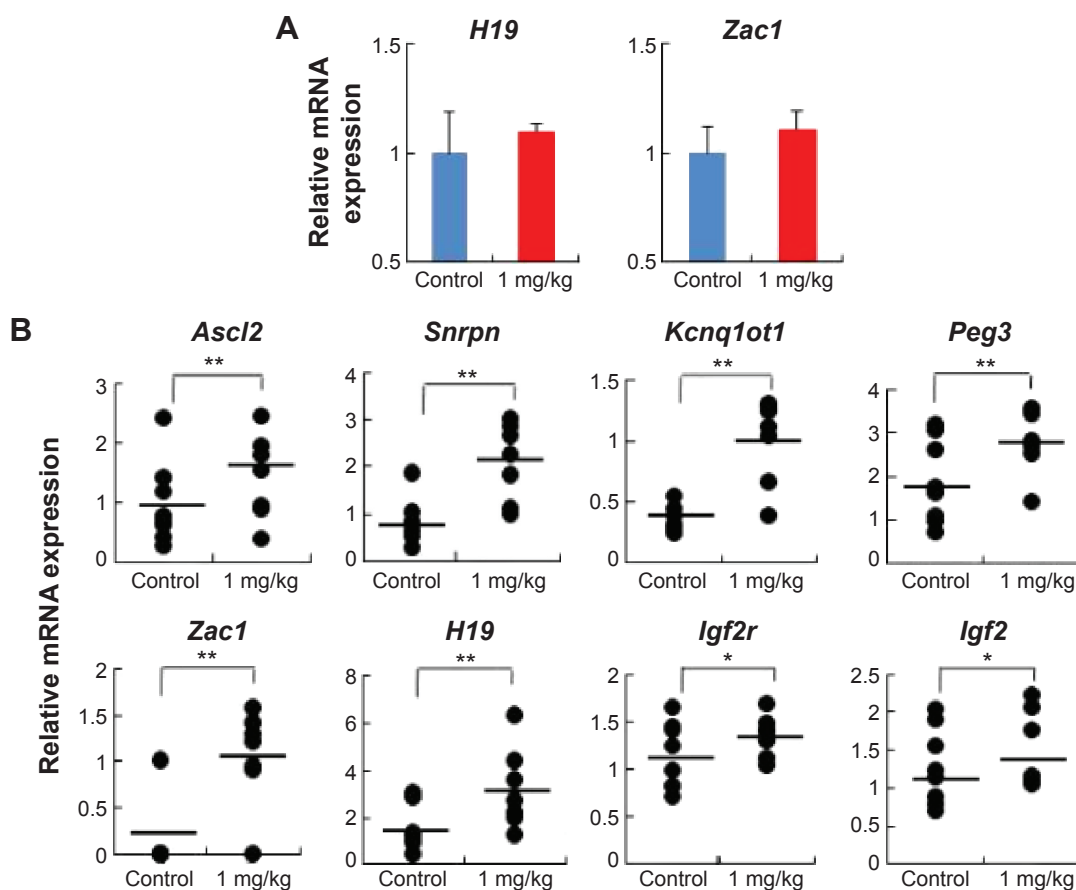 A
H19
Zac1
Relative mRNA
expression
1.5
1
0.5
Control
1 mg/kg
1.5
1
0.5
Control
1 mg/kg
B
Relative mRNA expression
Ascl2
**
3
2
1
0
Control
1 mg/kg
Snrpn
**
4
3
2
1
0
Control
1 mg/kg
Kcnq1ot1
**
1.5
1
0.5
0
Control
1 mg/kg
Peg3
**
4
3
2
1
0
Control
1 mg/kg
Zac1
**
2
1.5
1
0.5
0
Control
1 mg/kg
H19
**
8
6
4
2
0
Control
1 mg/kg
Igf2r
*
2
1.5
1
0.5
0
Control
1 mg/kg
Igf2
*
2.5
2
1.5
1
0.5
0
Control
1 mg/kg